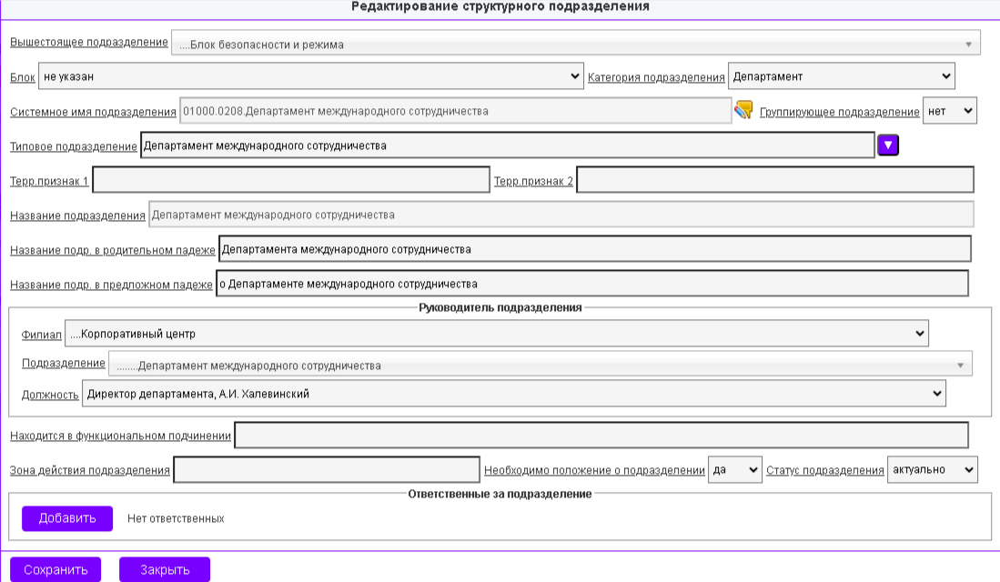 Редактирование структурного подразделения
Вышестоящее подразделение ....Блок безопасности и режима
Блок не указан Категория подразделения Департамент
Системное имя подразделения 01000.0208.Департамент международного сотрудничества Группирующее подразделение нет
Типовое подразделение Департамент международного сотрудничества
Терр.признак 1 Терр.признак 2
Название подразделения Департамент международного сотрудничества
Название подр. в родительном падеже Департамента международного сотрудничества
Название подр. в предложном падеже о Департаменте международного сотрудничества
Руководитель подразделения
Филиал ....Корпоративный центр
Подразделение ........Департамент международного сотрудничества
Должность Директор департамента, А.И. Халевинский
Находится в функциональном подчинении
Зона действия подразделения Необходимо положение о подразделении да Статус подразделения актуально
Ответственные за подразделение
Добавить Нет ответственных
Сохранить Закрыть